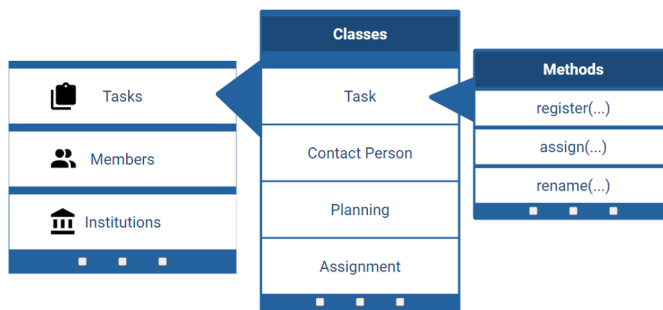 Tasks
Members
Institutions
Classes
Task
Contact Person
Planning
Assignment
Methods
register(...)
assign(...)
rename(...)